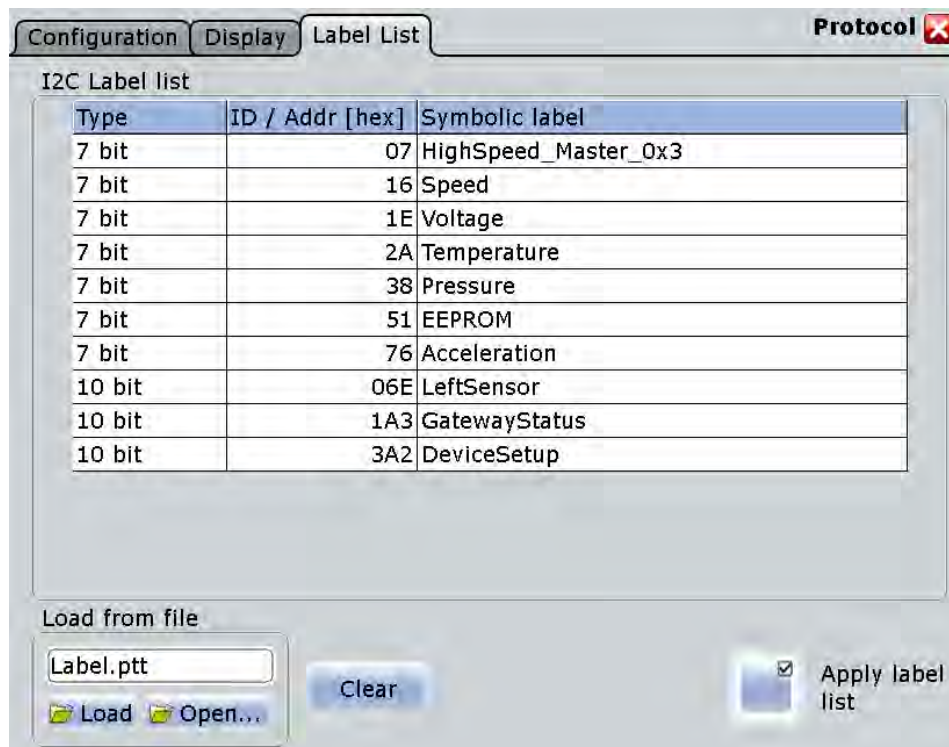 Configuration Display Label List Protocol
I2C Label list
Type ID / Addr [hex] Symbolic label
7 bit 07 HighSpeed_Master_0x3
7 bit 16 Speed
7 bit 1E Voltage
7 bit 2A Temperature
7 bit 38 Pressure
7 bit 51 EEPROM
7 bit 76 Acceleration
10 bit 06E LeftSensor
10 bit 1A3 GatewayStatus
10 bit 3A2 DeviceSetup
Load from file
Label.ptt
Load Open...
Clear
Apply label
list